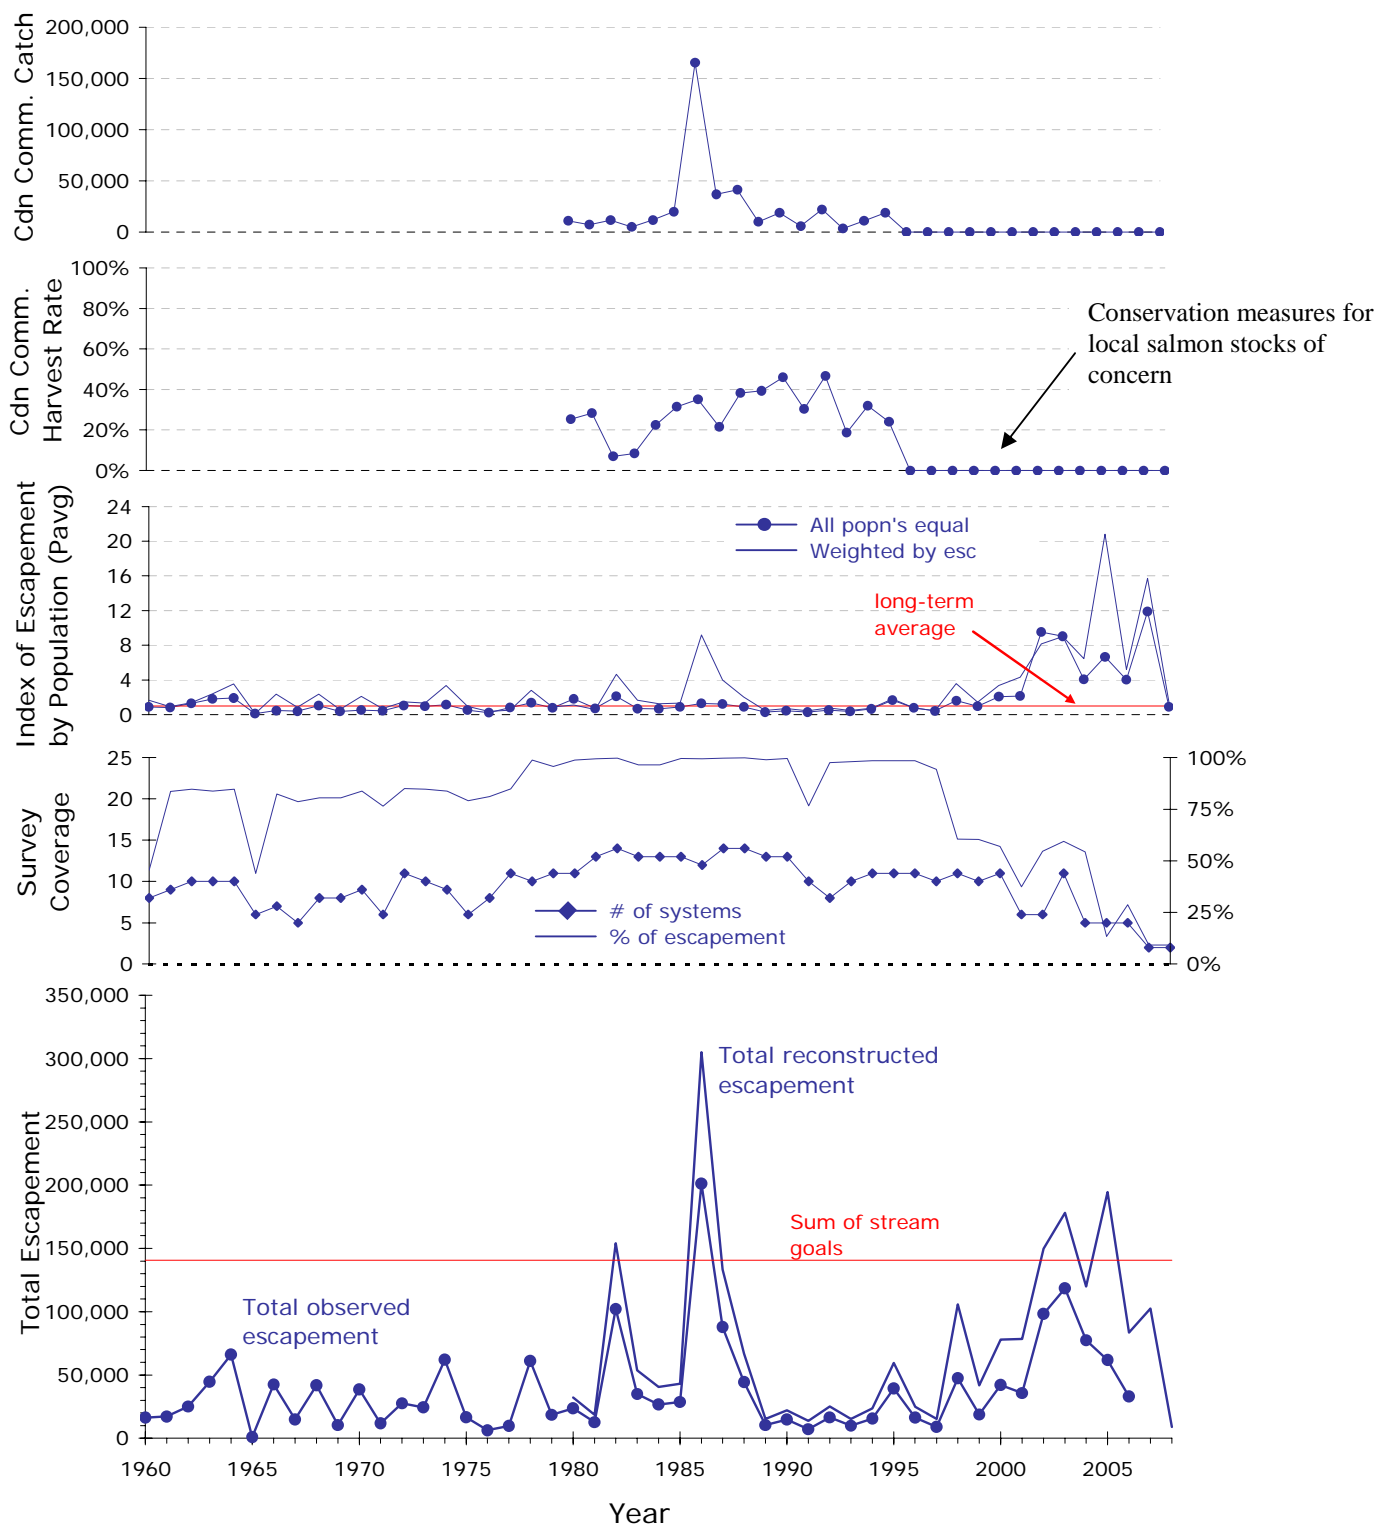 Cdn Comm. Catch
200,000
150,000
100,000
50,000
0
Cdn Comm.
Harvest Rate
100%
80%
60%
40%
20%
0%
Conservation measures for
local salmon stocks of
concern
Index of Escapement
by Population (Pavg)
24
20
16
12
8
4
0
All popn's equal
Weighted by esc
long-term
average
Survey
Coverage
25
20
15
10
5
0
100%
75%
50%
25%
0%
# of systems
% of escapement
Total Escapement
350,000
300,000
250,000
200,000
150,000
100,000
50,000
0
Total reconstructed
escapement
Sum of stream
goals
Total observed
escapement
1960 1965 1970 1975 1980 1985 1990 1995 2000 2005
Year